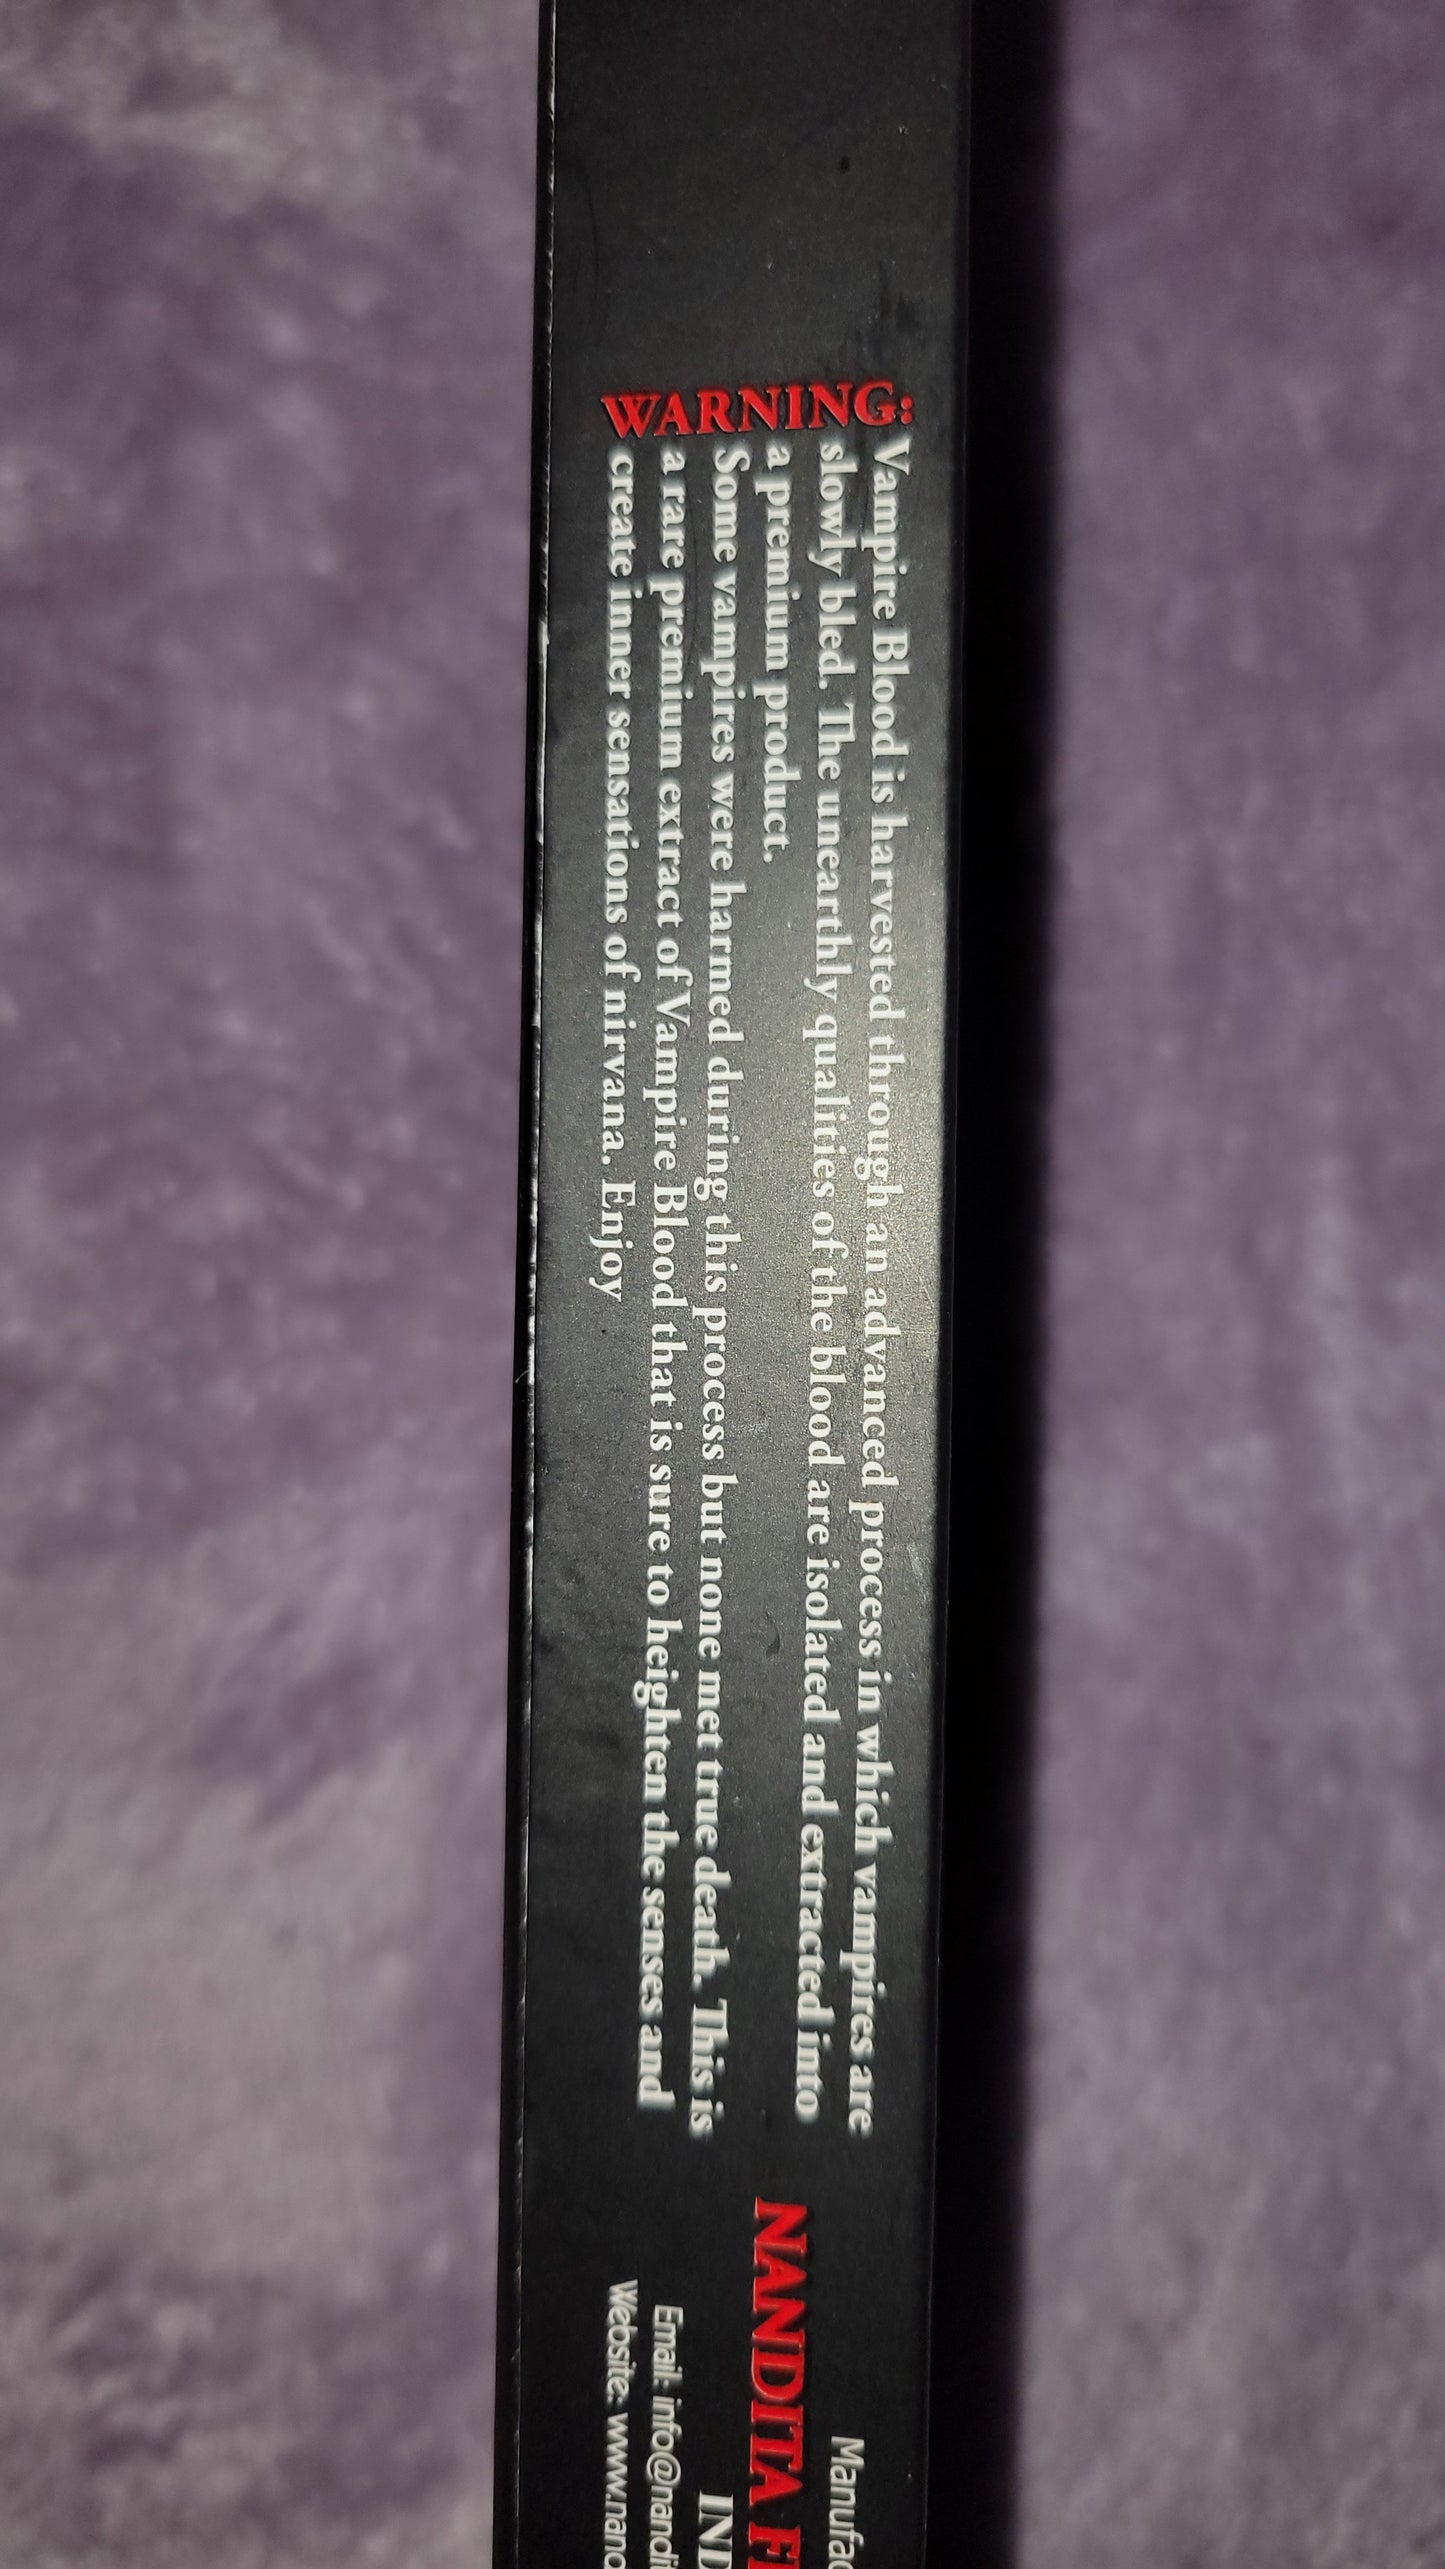 WARNING:
Vampire Blood is harvested through an advanced process in which vampires are
slowly bled. The unearthly qualities of the blood are isolated and extracted into
a premium product.
Some vampires were harmed during this process but none met true death. This is
a rare premium extract of Vampire Blood that is sure to heighten the senses and
create inner sensations of nirvana. Enjoy
NANDITA
Email:
Website: